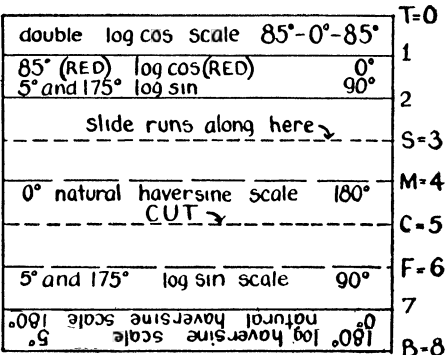 T=0
double log cos scale 85°-0°-85°
1
85° (RED) log cos (RED) 0°
5° and 175° log sin 90°
2
slide runs along here
S=3
M=4
0° natural haversine scale 180°
CUT
C=5
F=6
5° and 175° log sin scale 90°
7
0° natural haversine scale 180°
180° log haversine scale 5°
B=8